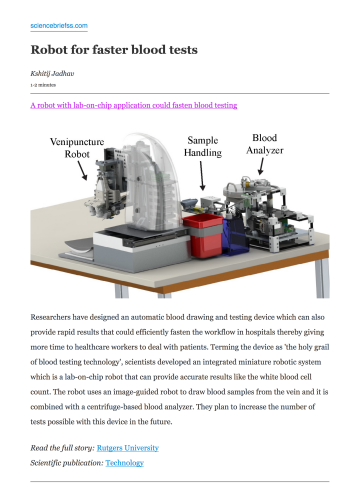 sciencebriefss.com
Robot for faster blood tests
Kshitij Jadhav
1-2 minutes
A robot with lab-on-chip application could fasten blood testing
Venipuncture
Robot
Sample
Handling
Blood
Analyzer
Researchers have designed an automatic blood drawing and testing device which can also
provide rapid results that could efficiently fasten the workflow in hospitals thereby giving
more time to healthcare workers to deal with patients. Terming the device as 'the holy grail
of blood testing technology', scientists developed an integrated miniature robotic system
which is a lab-on-chip robot that can provide accurate results like the white blood cell
count. The robot uses an image-guided robot to draw blood samples from the vein and it is
combined with a centrifuge-based blood analyzer. They plan to increase the number of
tests possible with this device in the future.
Read the full story: Rutgers University
Scientific publication: Technology